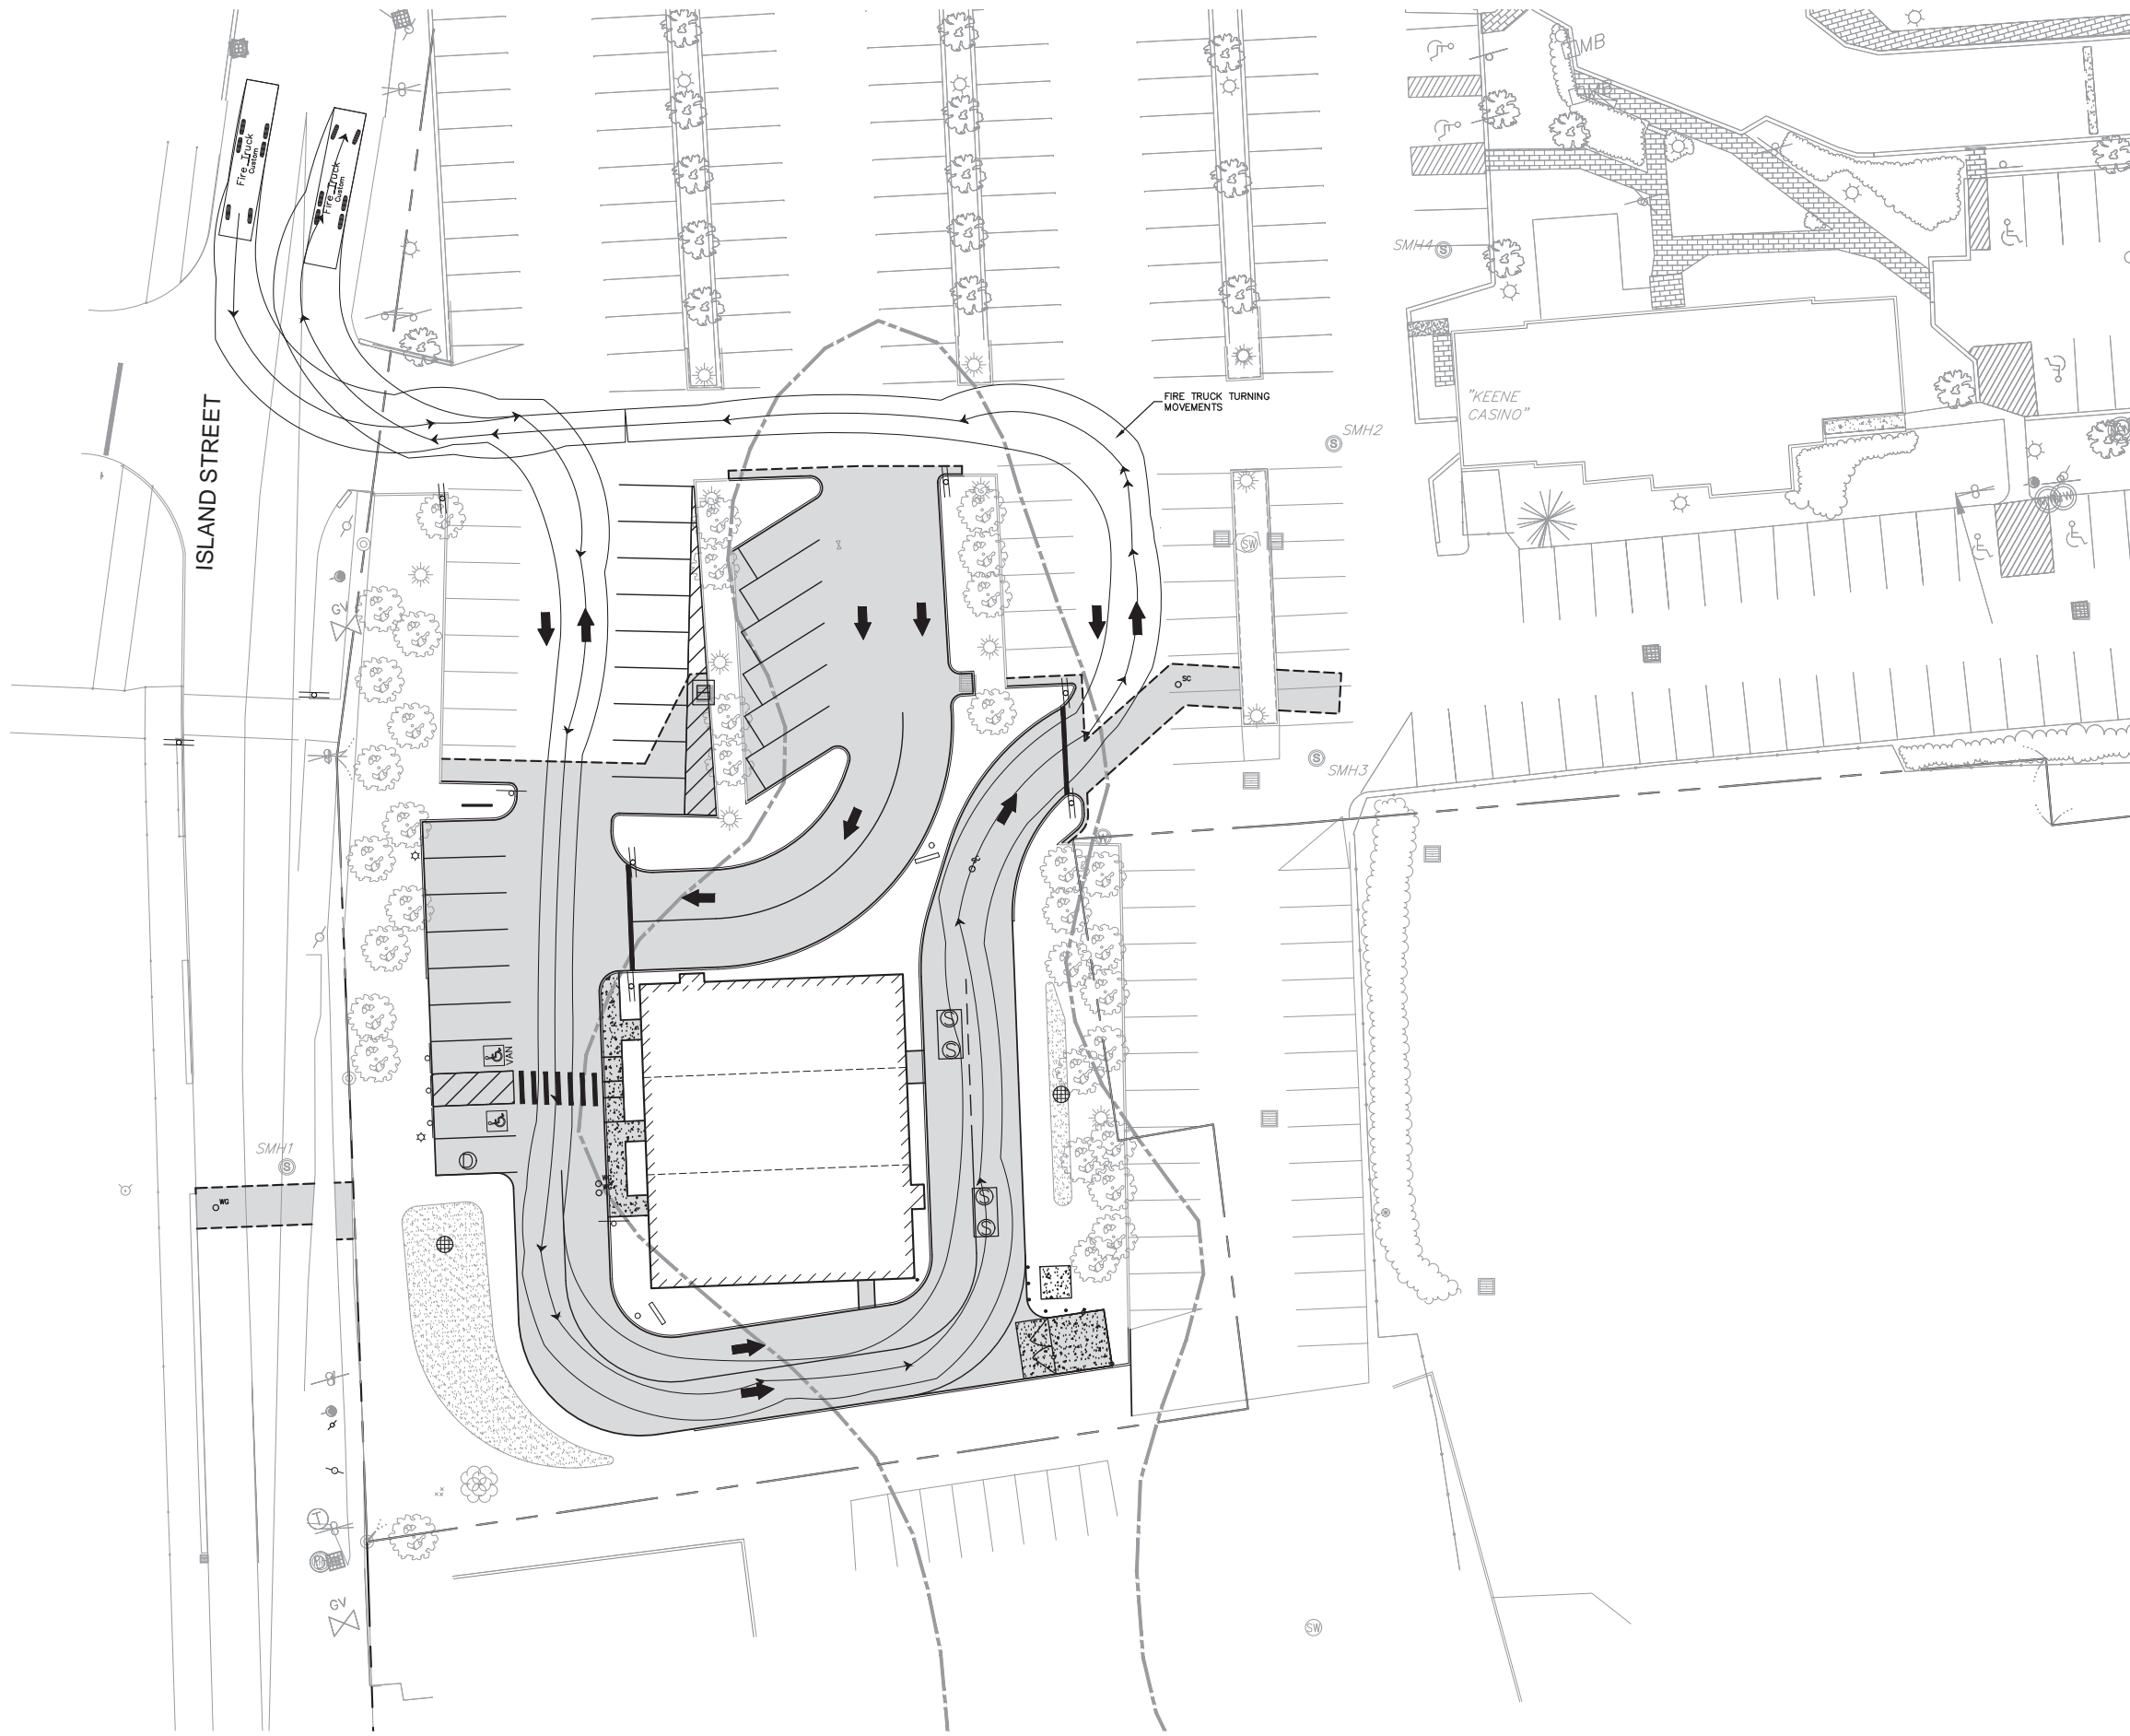 MB
Fire Truck
Custom
Fire Truck
Custom
SMH4
FIRE TRUCK TURNING
MOVEMENTS
"KEENE
CASINO"
SMH2
S
S
ISLAND STREET
SW
GV
SC
SMH3
S
W
S
S
VAN
D
SMH1
S
WG
S
S
T
GV
SW